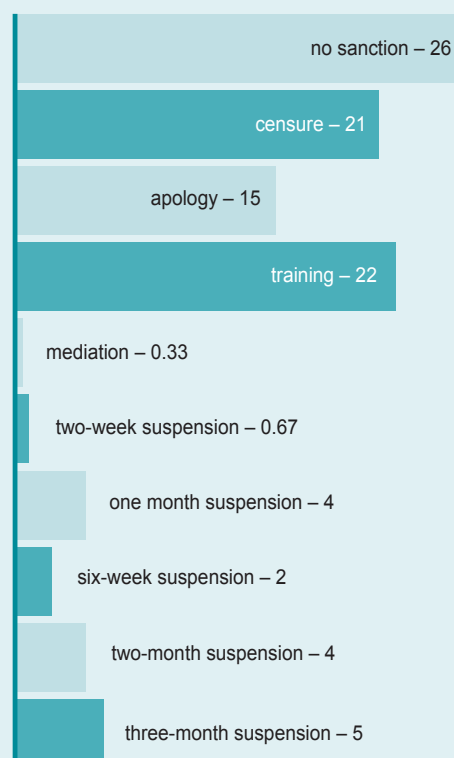 no sanction – 26
censure – 21
apology – 15
training – 22
mediation – 0.33
two-week suspension – 0.67
one month suspension – 4
six-week suspension – 2
two-month suspension – 4
three-month suspension – 5